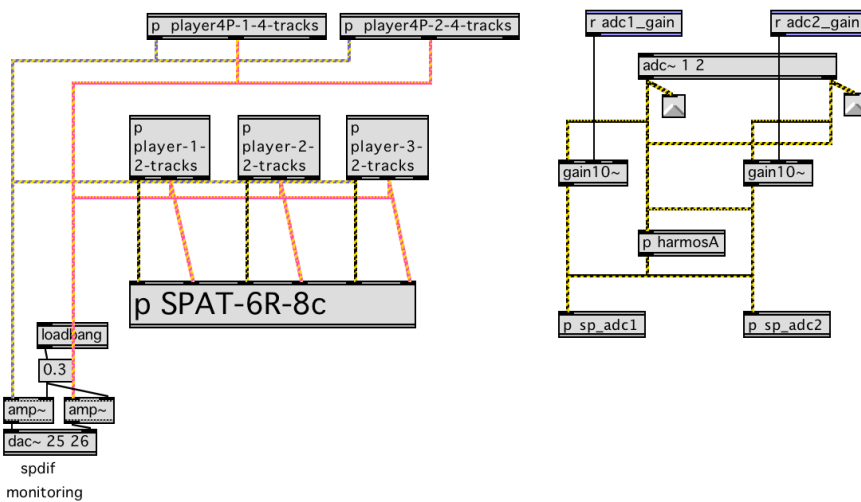 p player4P-1-4-tracks
p player4P-2-4-tracks
r adc1_gain
r adc2_gain
adc~ 1 2
p
player-1-
2-tracks
p
player-2-
2-tracks
p
player-3-
2-tracks
gain10~
gain10~
p harmosA
p SPAT-6R-8c
p sp_adc1
p sp_adc2
loadbang
0.3
amp~
amp~
dac~ 25 26
spdif
monitoring